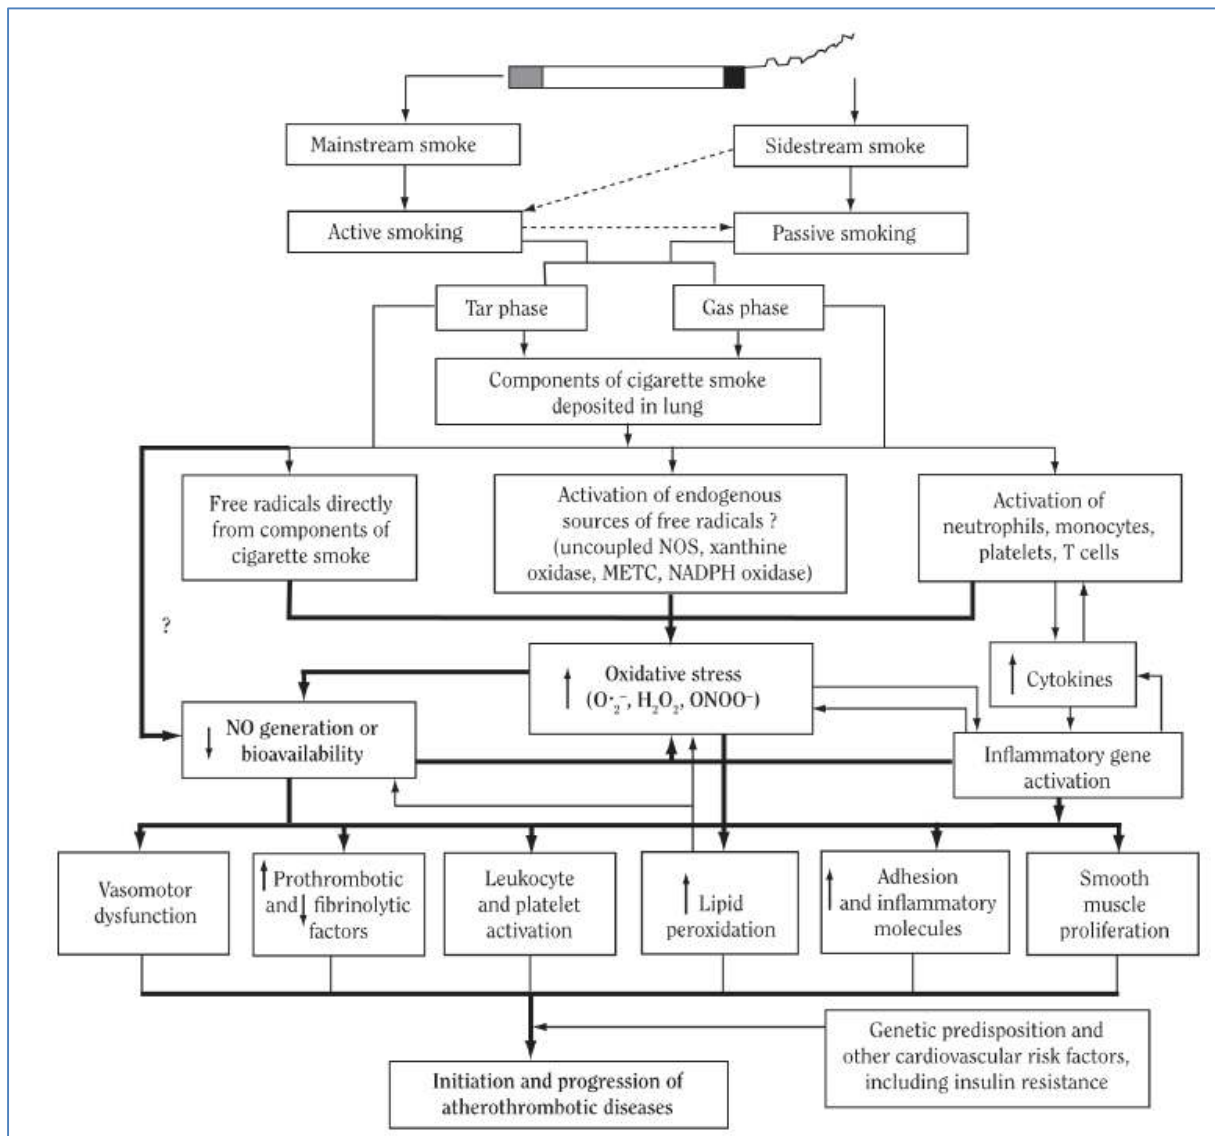 Mainstream smoke
Sidestream smoke
Active smoking
Passive smoking
Tar phase
Gas phase
Components of cigarette smoke
deposited in lung
Free radicals directly
from components of
cigarette smoke
Activation of endogenous
sources of free radicals ?
(uncoupled NOS, xanthine
oxidase, METC, NADPH oxidase)
Activation of
neutrophils, monocytes,
platelets, T cells
?
↑ Oxidative stress
(O·₂⁻, H₂O₂, ONOO⁻)
↑ Cytokines
↓ NO generation or
bioavailability
Inflammatory gene
activation
Vasomotor
dysfunction
↑ Prothrombotic
and ↓ fibrinolytic
factors
Leukocyte
and platelet
activation
↑ Lipid
peroxidation
↑ Adhesion
and inflammatory
molecules
Smooth
muscle
proliferation
Genetic predisposition and
other cardiovascular risk factors,
including insulin resistance
Initiation and progression of
atherothrombotic diseases